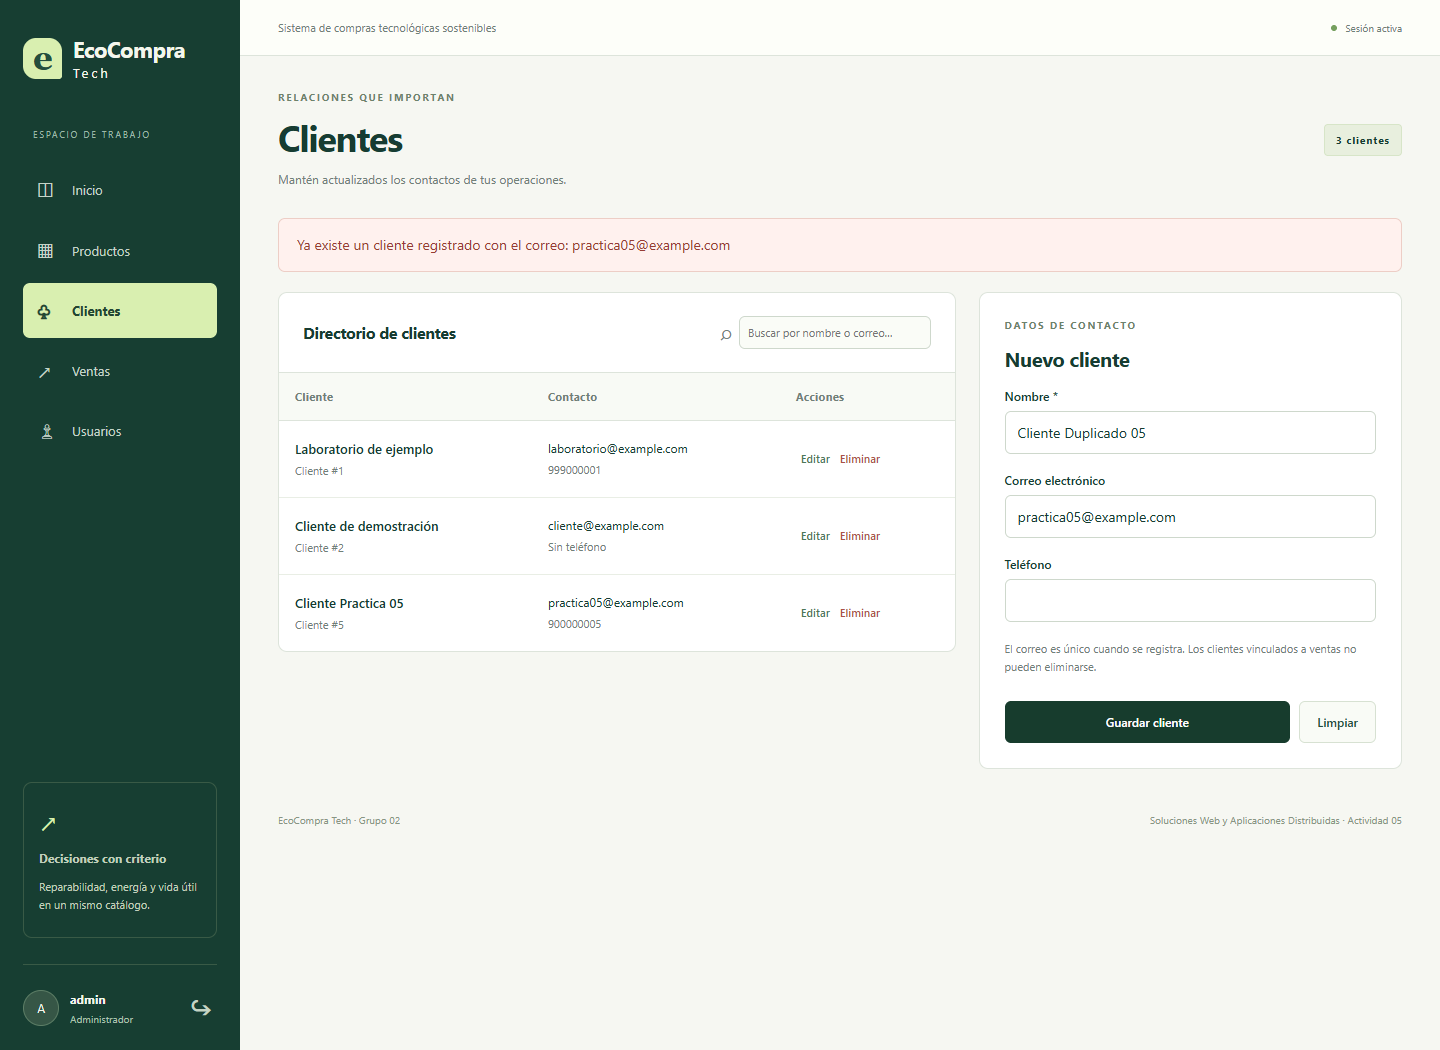 e
EcoCompra
Tech
ESPACIO DE TRABAJO
Inicio
Productos
Clientes
Ventas
Usuarios
Decisiones con criterio
Reparabilidad, energía y vida útil
en un mismo catálogo.
A
admin
Administrador
Sistema de compras tecnológicas sostenibles
Sesión activa
RELACIONES QUE IMPORTAN
Clientes
3 clientes
Mantén actualizados los contactos de tus operaciones.
Ya existe un cliente registrado con el correo: practica05@example.com
Directorio de clientes
Buscar por nombre o correo...
Cliente Contacto Acciones
Laboratorio de ejemplo laboratorio@example.com Editar Eliminar
Cliente #1 999000001
Cliente de demostración cliente@example.com Editar Eliminar
Cliente #2 Sin teléfono
Cliente Practica 05 practica05@example.com Editar Eliminar
Cliente #5 900000005
DATOS DE CONTACTO
Nuevo cliente
Nombre *
Cliente Duplicado 05
Correo electrónico
practica05@example.com
Teléfono
El correo es único cuando se registra. Los clientes vinculados a ventas no
pueden eliminarse.
Guardar cliente Limpiar
EcoCompra Tech · Grupo 02
Soluciones Web y Aplicaciones Distribuidas · Actividad 05